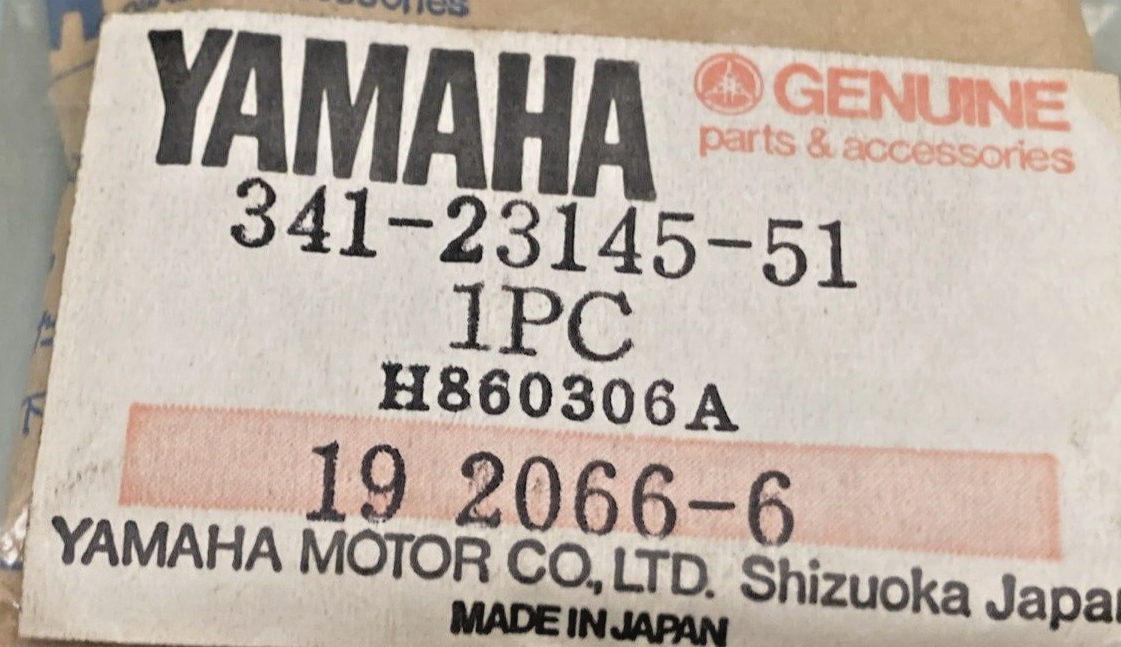 YAMAHA
GENUINE
parts & accessories
341-23145-51
1PC
H860306A
19 2066-6
YAMAHA MOTOR CO., LTD. Shizuoka Japan
MADE IN JAPAN